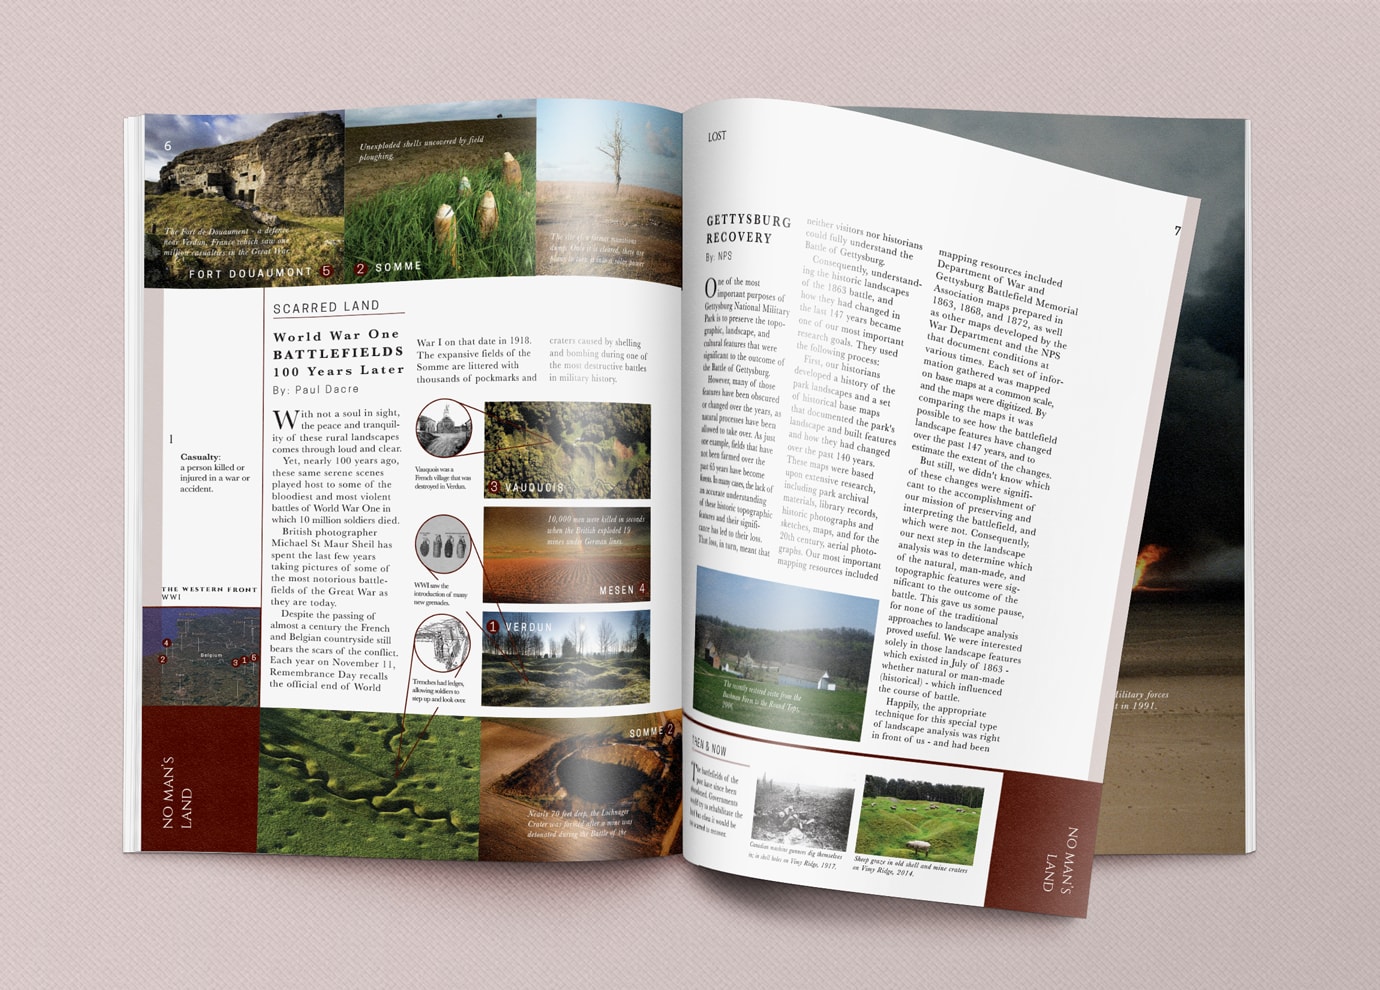 6
The Fort de Douaumont - a defence
near Verdun, France which saw one
million casualties in the Great War.
FORT DOUAUMONT 5
Unexploded shells uncovered by field
ploughing.
2 SOMME
The site of a former munitions
dump. Once it is cleared, there are
plans to turn it into a solar power
SCARRED LAND
World War One
BATTLEFIELDS
100 Years Later
By: Paul Dacre
With not a soul in sight,
the peace and tranquil-
ity of these rural landscapes
comes through loud and clear.
Yet, nearly 100 years ago,
these same serene scenes
played host to some of the
bloodiest and most violent
battles of World War One in
which 10 million soldiers died.
British photographer
Michael St Maur Sheil has
spent the last few years
taking pictures of some of
the most notorious battle-
fields of the Great War as
they are today.
Despite the passing of
almost a century the French
and Belgian countryside still
bears the scars of the conflict.
Each year on November 11,
Remembrance Day recalls
the official end of World
War I on that date in 1918.
The expansive fields of the
Somme are littered with
thousands of pockmarks and
craters caused by shelling
and bombing during one of
the most destructive battles
in military history.
1
Casualty:
a person killed or
injured in a war or
accident.
THE WESTERN FRONT
WWI
4
2
Belgium
3 1 5
Vauquois was a
French village that was
destroyed in Verdun.
3 VAUQUOIS
WWI saw the
introduction of many
new grenades.
10,000 men were killed in seconds
when the British exploded 19
mines under German lines.
MESEN 4
Trenches had ledges,
allowing soldiers to
step up and look over.
1 VERDUN
NO MAN'S
LAND
SOMME 2
Nearly 70 feet deep, the Lochnager
Crater was formed after a mine was
detonated during the Battle of the
LOST
7
GETTYSBURG
RECOVERY
By: NPS
One of the most
important purposes of
Gettysburg National Military
Park is to preserve the topo-
graphic, landscape, and
cultural features that were
significant to the outcome of
the Battle of Gettysburg.
However, many of those
features have been obscured
or changed over the years, as
natural processes have been
allowed to take over. As just
one example, fields that have
not been farmed over the
past 65 years have become
forests. In many cases, the lack of
an accurate understanding
of these historic topographic
features and their signifi-
cance has led to their loss.
That loss, in turn, meant that
neither visitors nor historians
could fully understand the
Battle of Gettysburg.
Consequently, understand-
ing the historic landscapes
of the 1863 battle, and
how they had changed in
the last 147 years became
one of our most important
research goals. They used
the following process:
First, our historians
developed a history of the
park landscapes and a set
of historical base maps
that documented the park's
landscape and built features
and how they had changed
over the past 140 years.
These maps were based
upon extensive research,
including park archival
materials, library records,
historic photographs and
sketches, maps, and for the
20th century, aerial photo-
graphs. Our most important
mapping resources included
mapping resources included
Department of War and
Gettysburg Battlefield Memorial
Association maps prepared in
1863, 1868, and 1872, as well
as other maps developed by the
War Department and the NPS
that document conditions at
various times. Each set of infor-
mation gathered was mapped
on base maps at a common scale,
and the maps were digitized. By
comparing the maps it was
possible to see how the battlefield
landscape features have changed
over the past 147 years, and to
estimate the extent of the changes.
But still, we didn't know which
of these changes were signifi-
cant to the accomplishment of
our mission of preserving and
interpreting the battlefield, and
which were not. Consequently,
our next step in the landscape
analysis was to determine which
of the natural, man-made, and
topographic features were sig-
nificant to the outcome of the
battle. This gave us some pause,
for none of the traditional
approaches to landscape analysis
proved useful. We were interested
solely in those landscape features
which existed in July of 1863 -
whether natural or man-made
(historical) - which influenced
the course of battle.
Happily, the appropriate
technique for this special type
of landscape analysis was right
in front of us - and had been
The recently restored vista from the
Bushman Farm to the Round Tops,
2008.
THEN & NOW
The battlefields of the
past have since been
abandoned. Governments
would try to rehabilitate the
is scarred to recover.
Canadian machine gunners dig themselves
in, in shell holes on Vimy Ridge, 1917.
Sheep graze in old shell and mine craters
on Vimy Ridge, 2014.
NO MAN'S
LAND
ilitary forces
t in 1991.